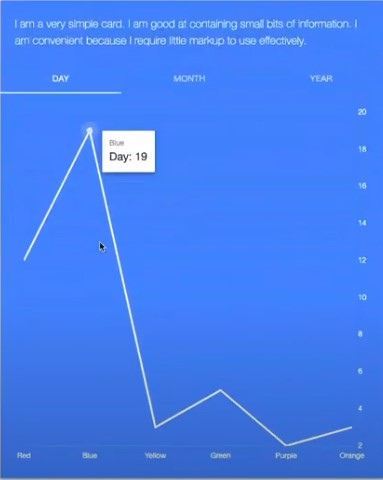 I am a very simple card. I am good at containing small bits of information. I
am convenient because I require little markup to use effectively.
DAY MONTH YEAR
20
18
16
14
12
10
8
6
4
2
Blue
Day: 19
Red Blue Yellow Green Purple Orange